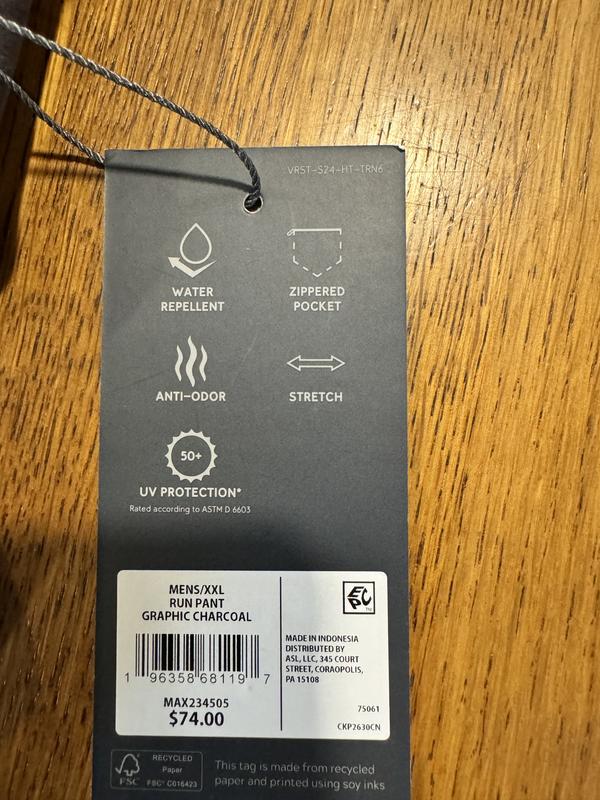 VRST-S24-HT-TRN6
WATER
REPELLENT
ZIPPERED
POCKET
ANTI-ODOR
STRETCH
50+
UV PROTECTION*
Rated according to ASTM D 6603
MENS/XXL
RUN PANT
GRAPHIC CHARCOAL
1 96358 68119 7
MAX234505
$74.00
EPC
TM
MADE IN INDONESIA
DISTRIBUTED BY
ASL, LLC, 345 COURT
STREET, CORAOPOLIS,
PA 15108
75061
CKP2630CN
FSC
RECYCLED
Paper
FSC® C016423
This tag is made from recycled
paper and printed using soy inks